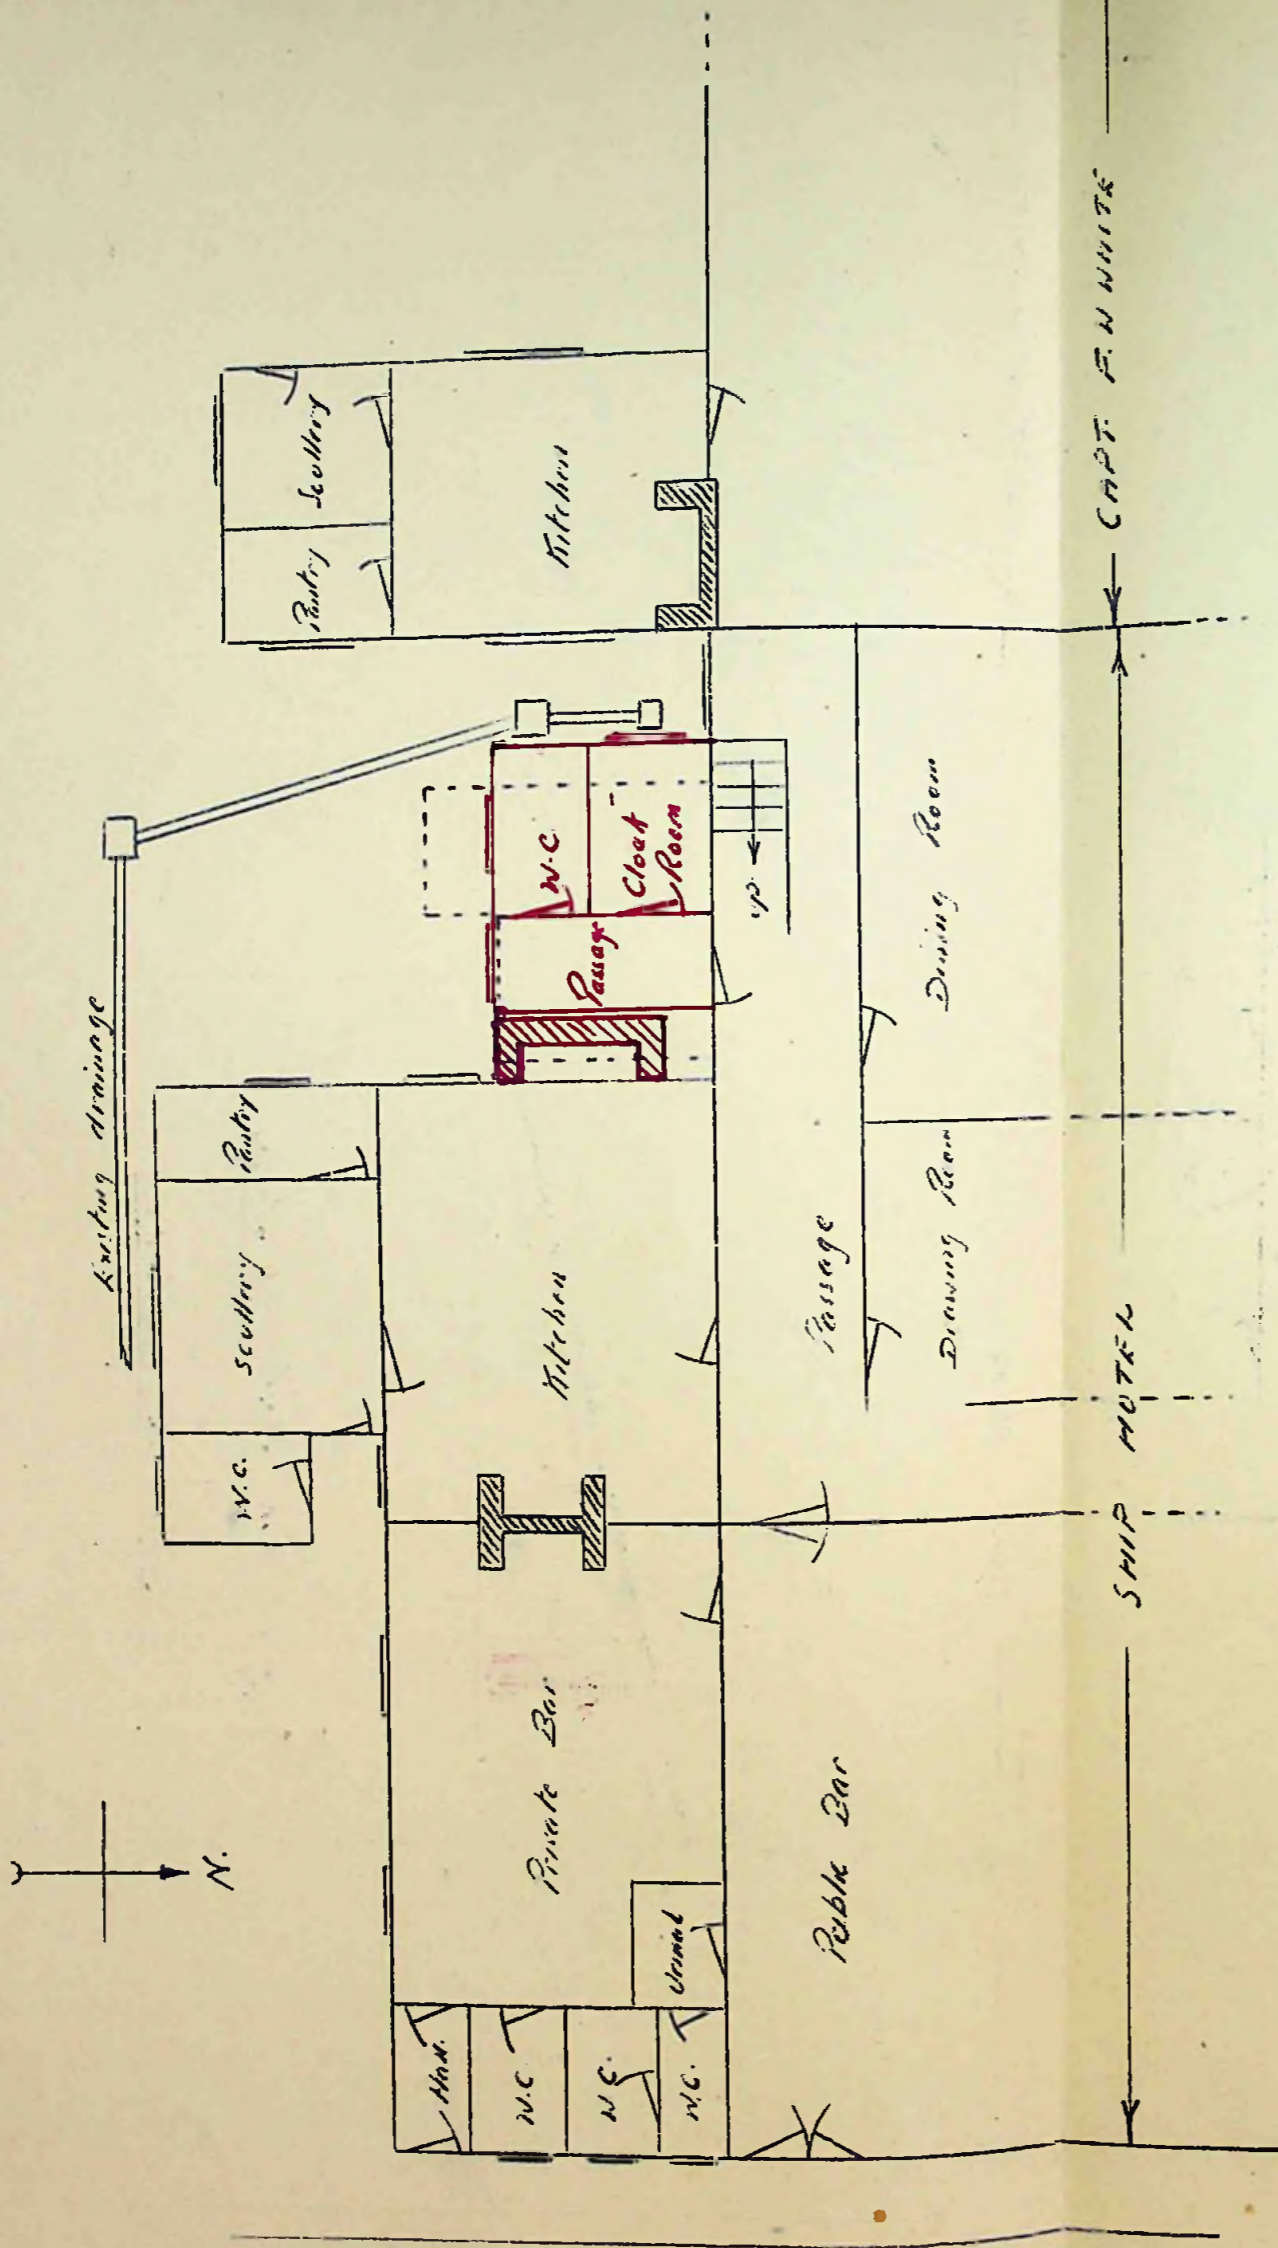 Existing drainage
Pantry
Scullery
Kitchen
W.C.
Scullery
Pantry
Kitchen
Passage
W.C
Cloak
Room
UP
N.
Private Bar
Urinal
W.C
W.C.
W.C.
Public Bar
Passage
Drawing Room
Dining Room
SHIP HOTEL
CAPT. F. W WHITE